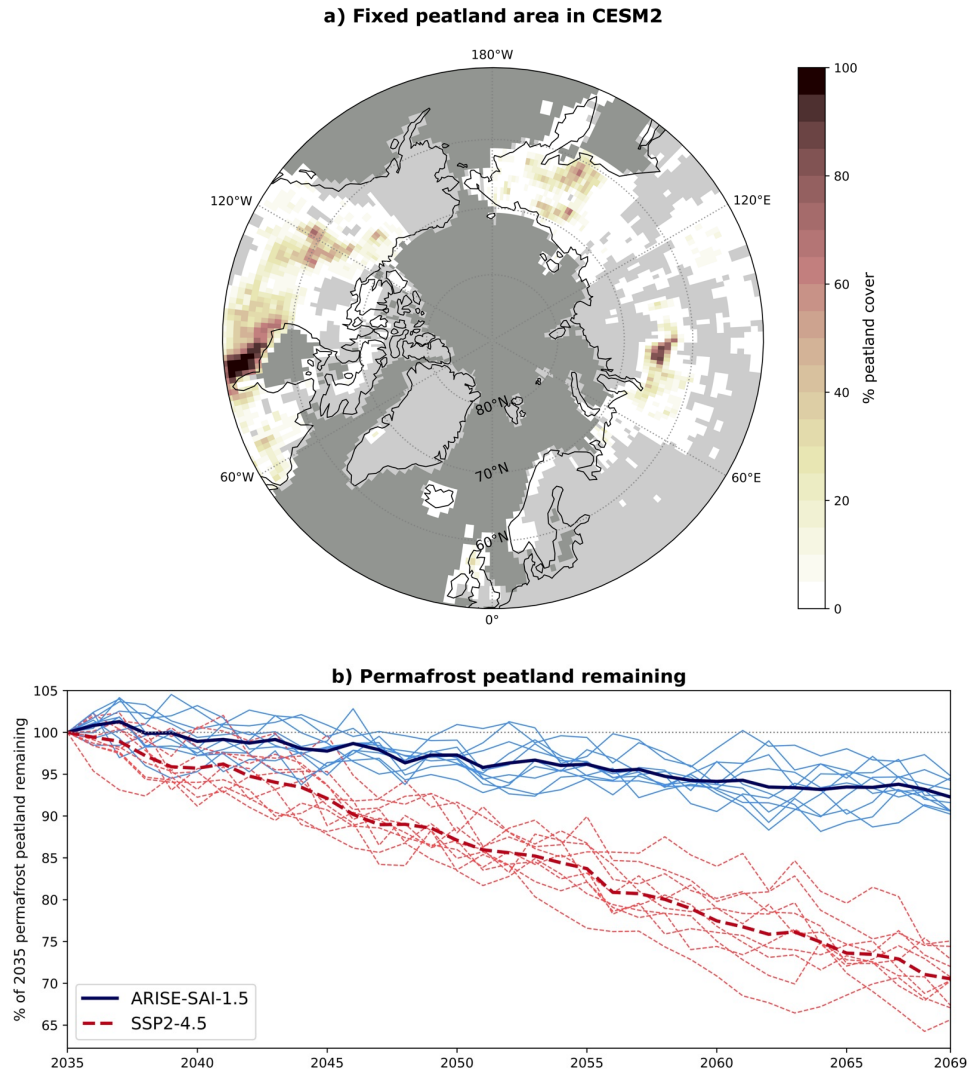 a) Fixed peatland area in CESM2
180°W
120°W
120°E
60°W
60°E
0°
80°N
70°N
60°N
100
80
60
40
20
0
% peatland cover
b) Permafrost peatland remaining
105
100
95
90
85
80
75
70
65
% of 2035 permafrost peatland remaining
ARISE-SAI-1.5
SSP2-4.5
2035 2040 2045 2050 2055 2060 2065 2069